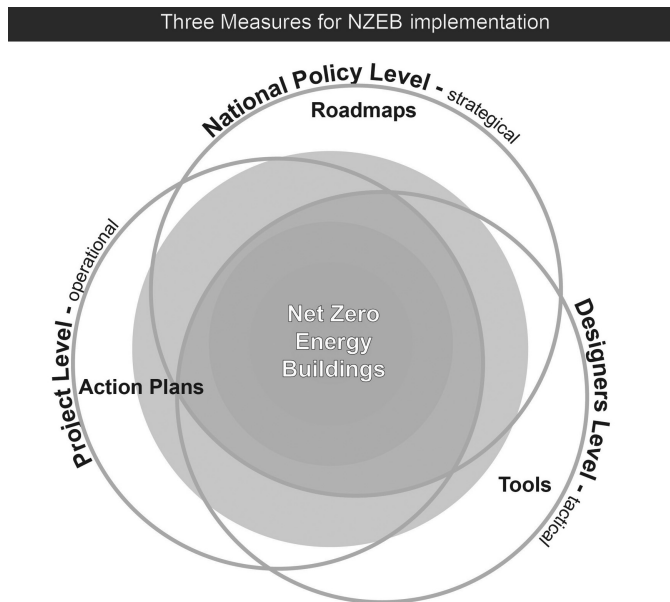 Three Measures for NZEB implementation
National Policy Level - strategical
Roadmaps
Project Level - operational
Action Plans
Net Zero
Energy
Buildings
Designers Level - tactical
Tools